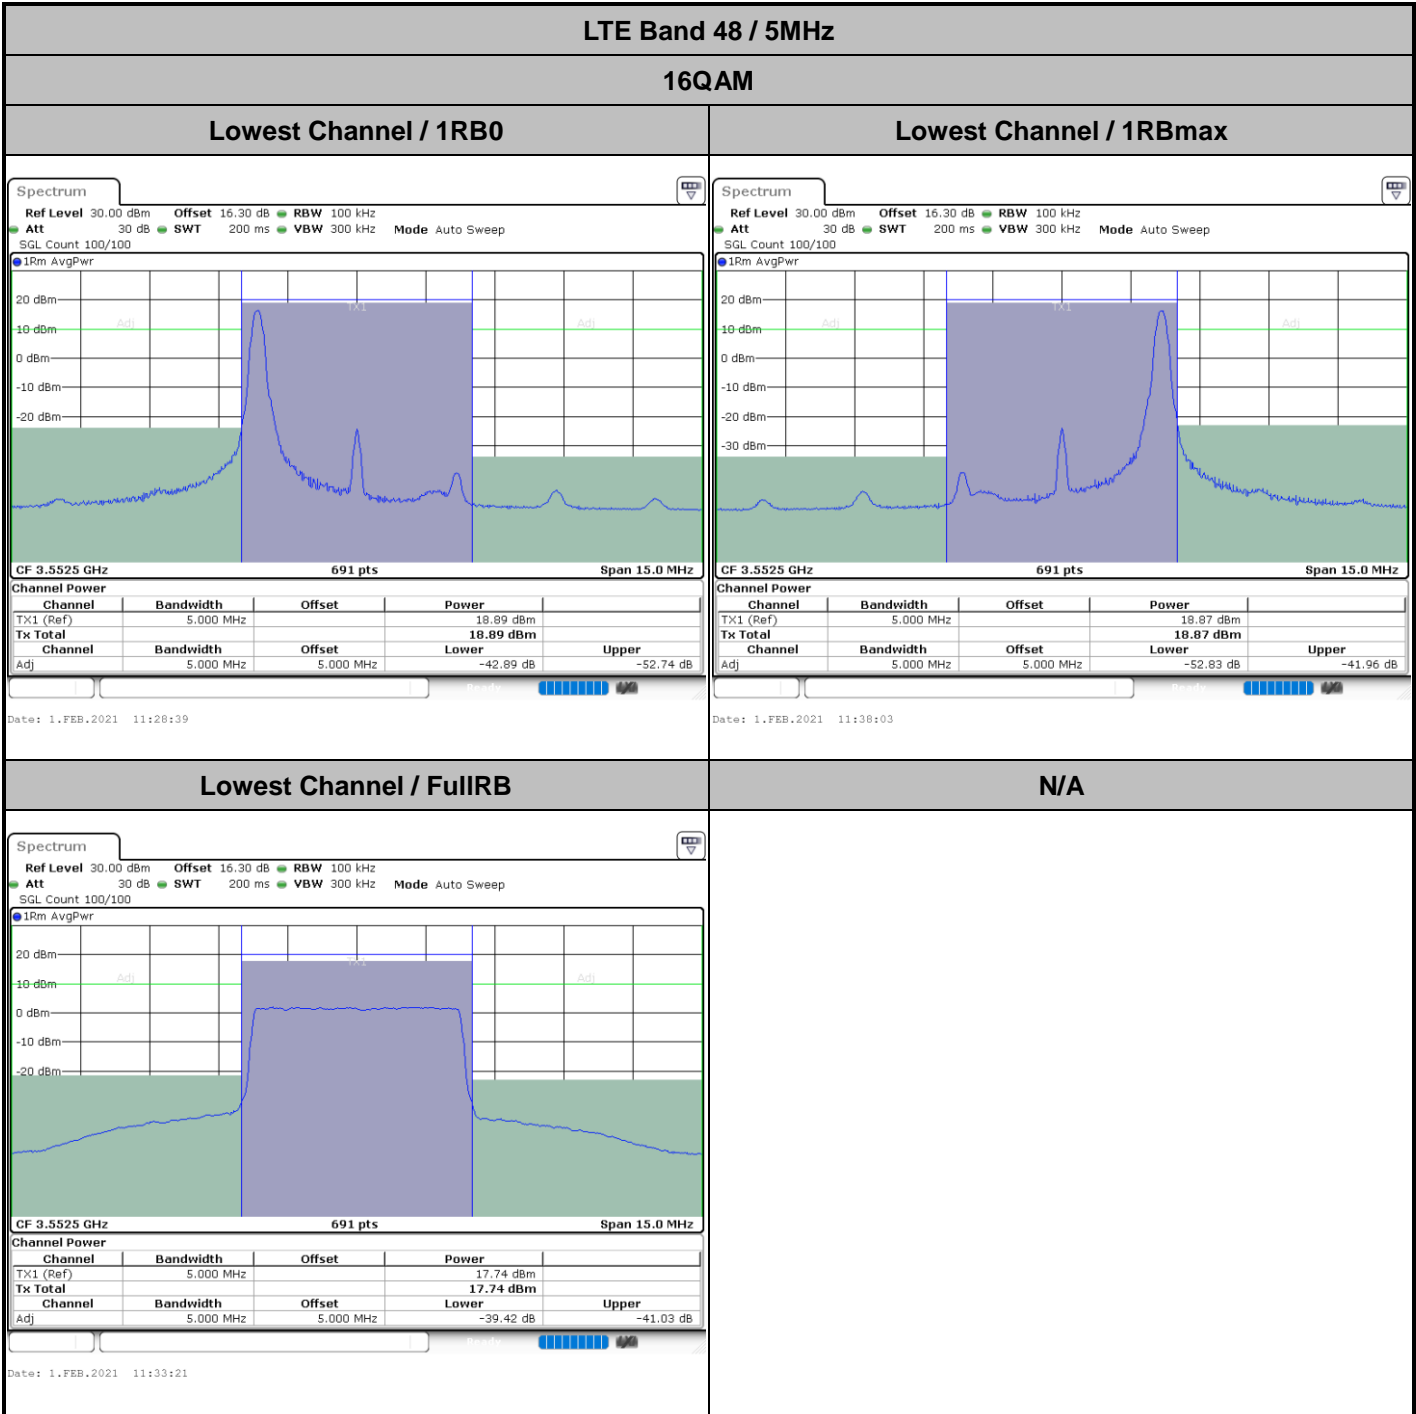 LTE Band 48 / 5MHz
16QAM
Lowest Channel / 1RB0
Lowest Channel / 1RBmax
Spectrum
Ref Level 30.00 dBm Offset 16.30 dB RBW 100 kHz
Att 30 dB SWT 200 ms VBW 300 kHz Mode Auto Sweep
SGL Count 100/100
1Rm AvgPwr
TX1
20 dBm
Adj
Adj
10 dBm
0 dBm
-10 dBm
-20 dBm
CF 3.5525 GHz 691 pts Span 15.0 MHz
Channel Power
Channel Bandwidth Offset Power
TX1 (Ref) 5.000 MHz 18.89 dBm
Tx Total 18.89 dBm
Channel Bandwidth Offset Lower Upper
Adj 5.000 MHz 5.000 MHz -42.89 dB -52.74 dB
Ready
Date: 1.FEB.2021 11:28:39
Spectrum
Ref Level 30.00 dBm Offset 16.30 dB RBW 100 kHz
Att 30 dB SWT 200 ms VBW 300 kHz Mode Auto Sweep
SGL Count 100/100
1Rm AvgPwr
TX1
20 dBm
Adj
Adj
10 dBm
0 dBm
-10 dBm
-20 dBm
-30 dBm
CF 3.5525 GHz 691 pts Span 15.0 MHz
Channel Power
Channel Bandwidth Offset Power
TX1 (Ref) 5.000 MHz 18.87 dBm
Tx Total 18.87 dBm
Channel Bandwidth Offset Lower Upper
Adj 5.000 MHz 5.000 MHz -52.83 dB -41.96 dB
Ready
Date: 1.FEB.2021 11:38:03
Lowest Channel / FullRB
N/A
Spectrum
Ref Level 30.00 dBm Offset 16.30 dB RBW 100 kHz
Att 30 dB SWT 200 ms VBW 300 kHz Mode Auto Sweep
SGL Count 100/100
1Rm AvgPwr
20 dBm
TX1
Adj
Adj
10 dBm
0 dBm
-10 dBm
-20 dBm
CF 3.5525 GHz 691 pts Span 15.0 MHz
Channel Power
Channel Bandwidth Offset Power
TX1 (Ref) 5.000 MHz 17.74 dBm
Tx Total 17.74 dBm
Channel Bandwidth Offset Lower Upper
Adj 5.000 MHz 5.000 MHz -39.42 dB -41.03 dB
Ready
Date: 1.FEB.2021 11:33:21